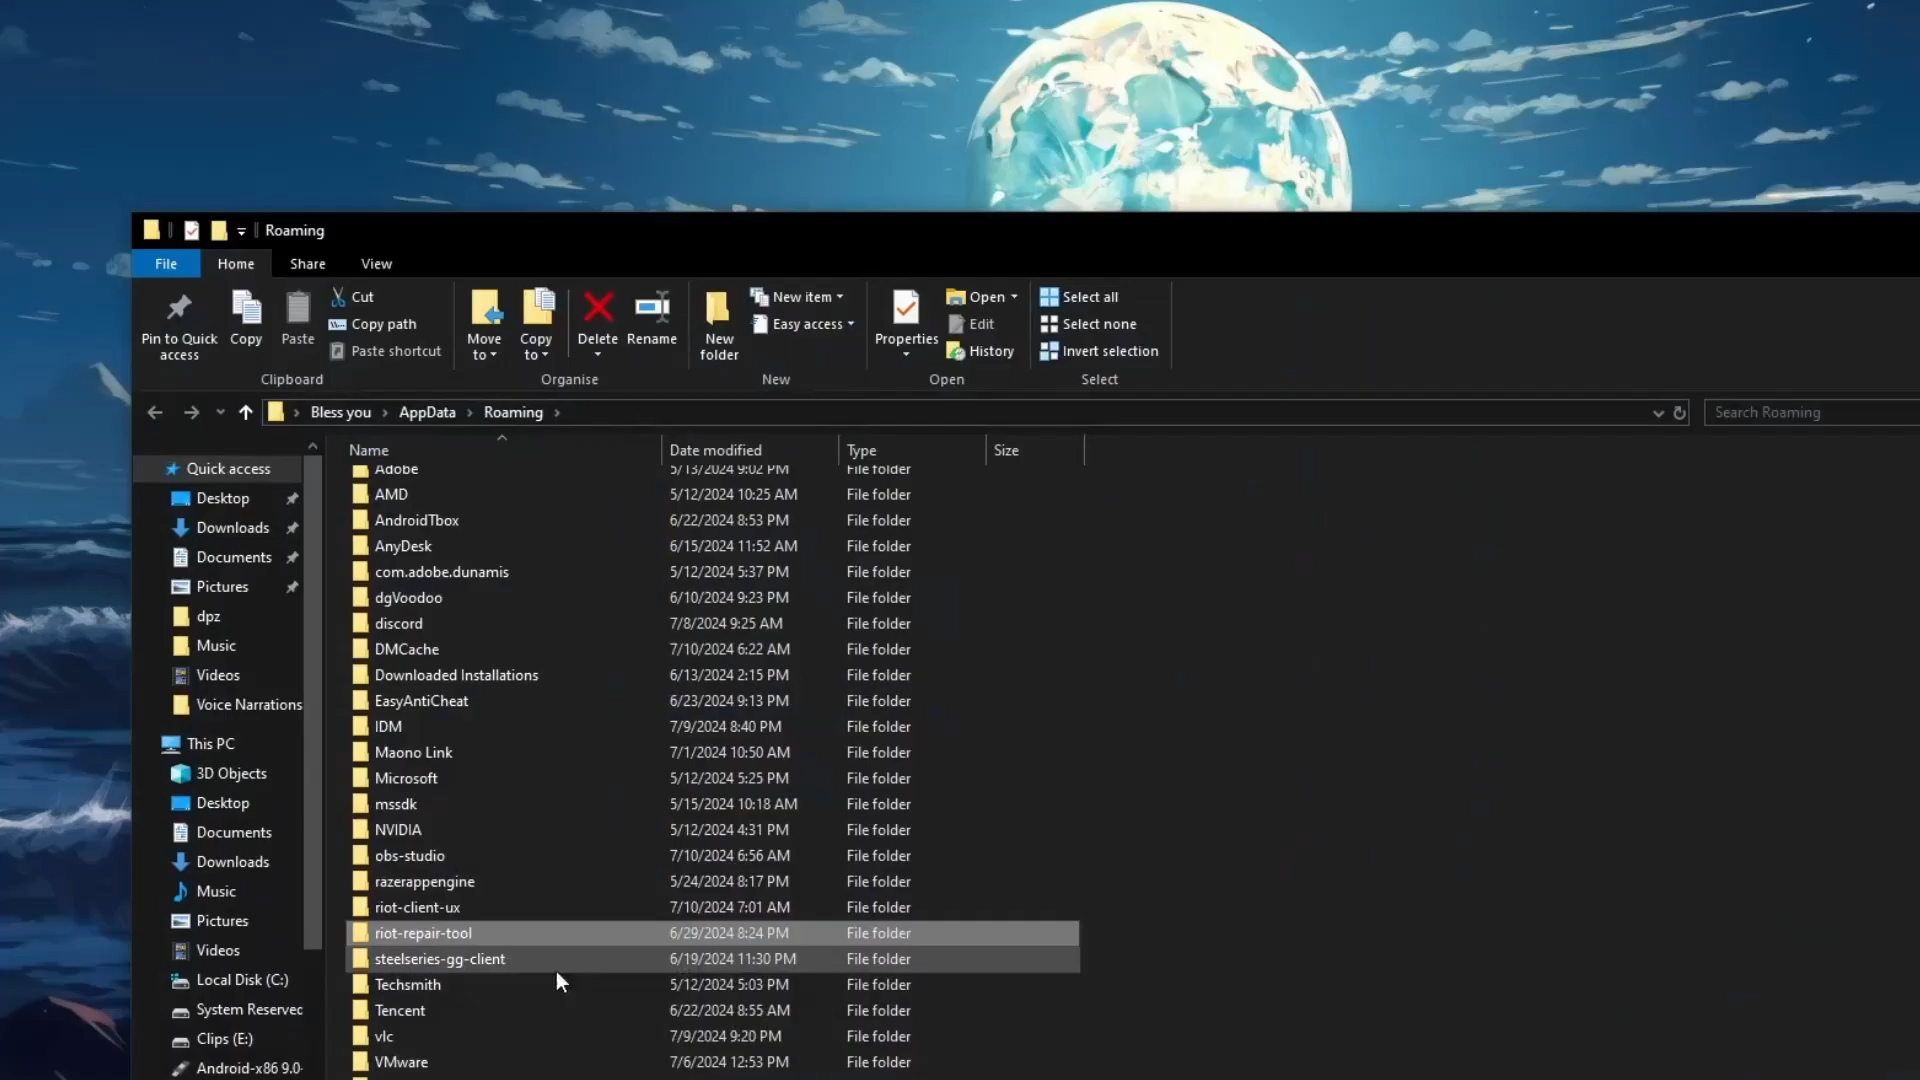 Roaming
File Home Share View
Pin to Quick access
Copy
Paste
Cut
Copy path
Paste shortcut
Clipboard
Move to
Copy to
Delete
Rename
Organise
New folder
New item
Easy access
New
Properties
Open
Edit
History
Open
Select all
Select none
Invert selection
Select
Bless you AppData Roaming
Search Roaming
Quick access
Desktop
Downloads
Documents
Pictures
dpz
Music
Videos
Voice Narrations
This PC
3D Objects
Desktop
Documents
Downloads
Music
Pictures
Videos
Local Disk (C:)
System Reserved
Clips (E:)
Android-x86 9.0-
Name Date modified Type Size
Adobe 5/13/2024 9:02 PM File folder
AMD 5/12/2024 10:25 AM File folder
AndroidTbox 6/22/2024 8:53 PM File folder
AnyDesk 6/15/2024 11:52 AM File folder
com.adobe.dunamis 5/12/2024 5:37 PM File folder
dgVoodoo 6/10/2024 9:23 PM File folder
discord 7/8/2024 9:25 AM File folder
DMCache 7/10/2024 6:22 AM File folder
Downloaded Installations 6/13/2024 2:15 PM File folder
EasyAntiCheat 6/23/2024 9:13 PM File folder
IDM 7/9/2024 8:40 PM File folder
Maono Link 7/1/2024 10:50 AM File folder
Microsoft 5/12/2024 5:25 PM File folder
mssdk 5/15/2024 10:18 AM File folder
NVIDIA 5/12/2024 4:31 PM File folder
obs-studio 7/10/2024 6:56 AM File folder
razerappengine 5/24/2024 8:17 PM File folder
riot-client-ux 7/10/2024 7:01 AM File folder
riot-repair-tool 6/29/2024 8:24 PM File folder
steelseries-gg-client 6/19/2024 11:30 PM File folder
Techsmith 5/12/2024 5:03 PM File folder
Tencent 6/22/2024 8:55 AM File folder
vlc 7/9/2024 9:20 PM File folder
VMware 7/6/2024 12:53 PM File folder